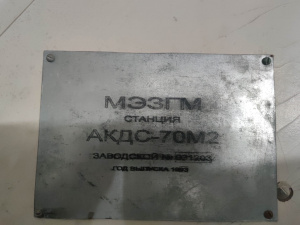 МЭЗГМ
СТАНЦИЯ
АКДС-70М2
ЗАВОДСКОЙ №
ГОД ВЫПУСКА